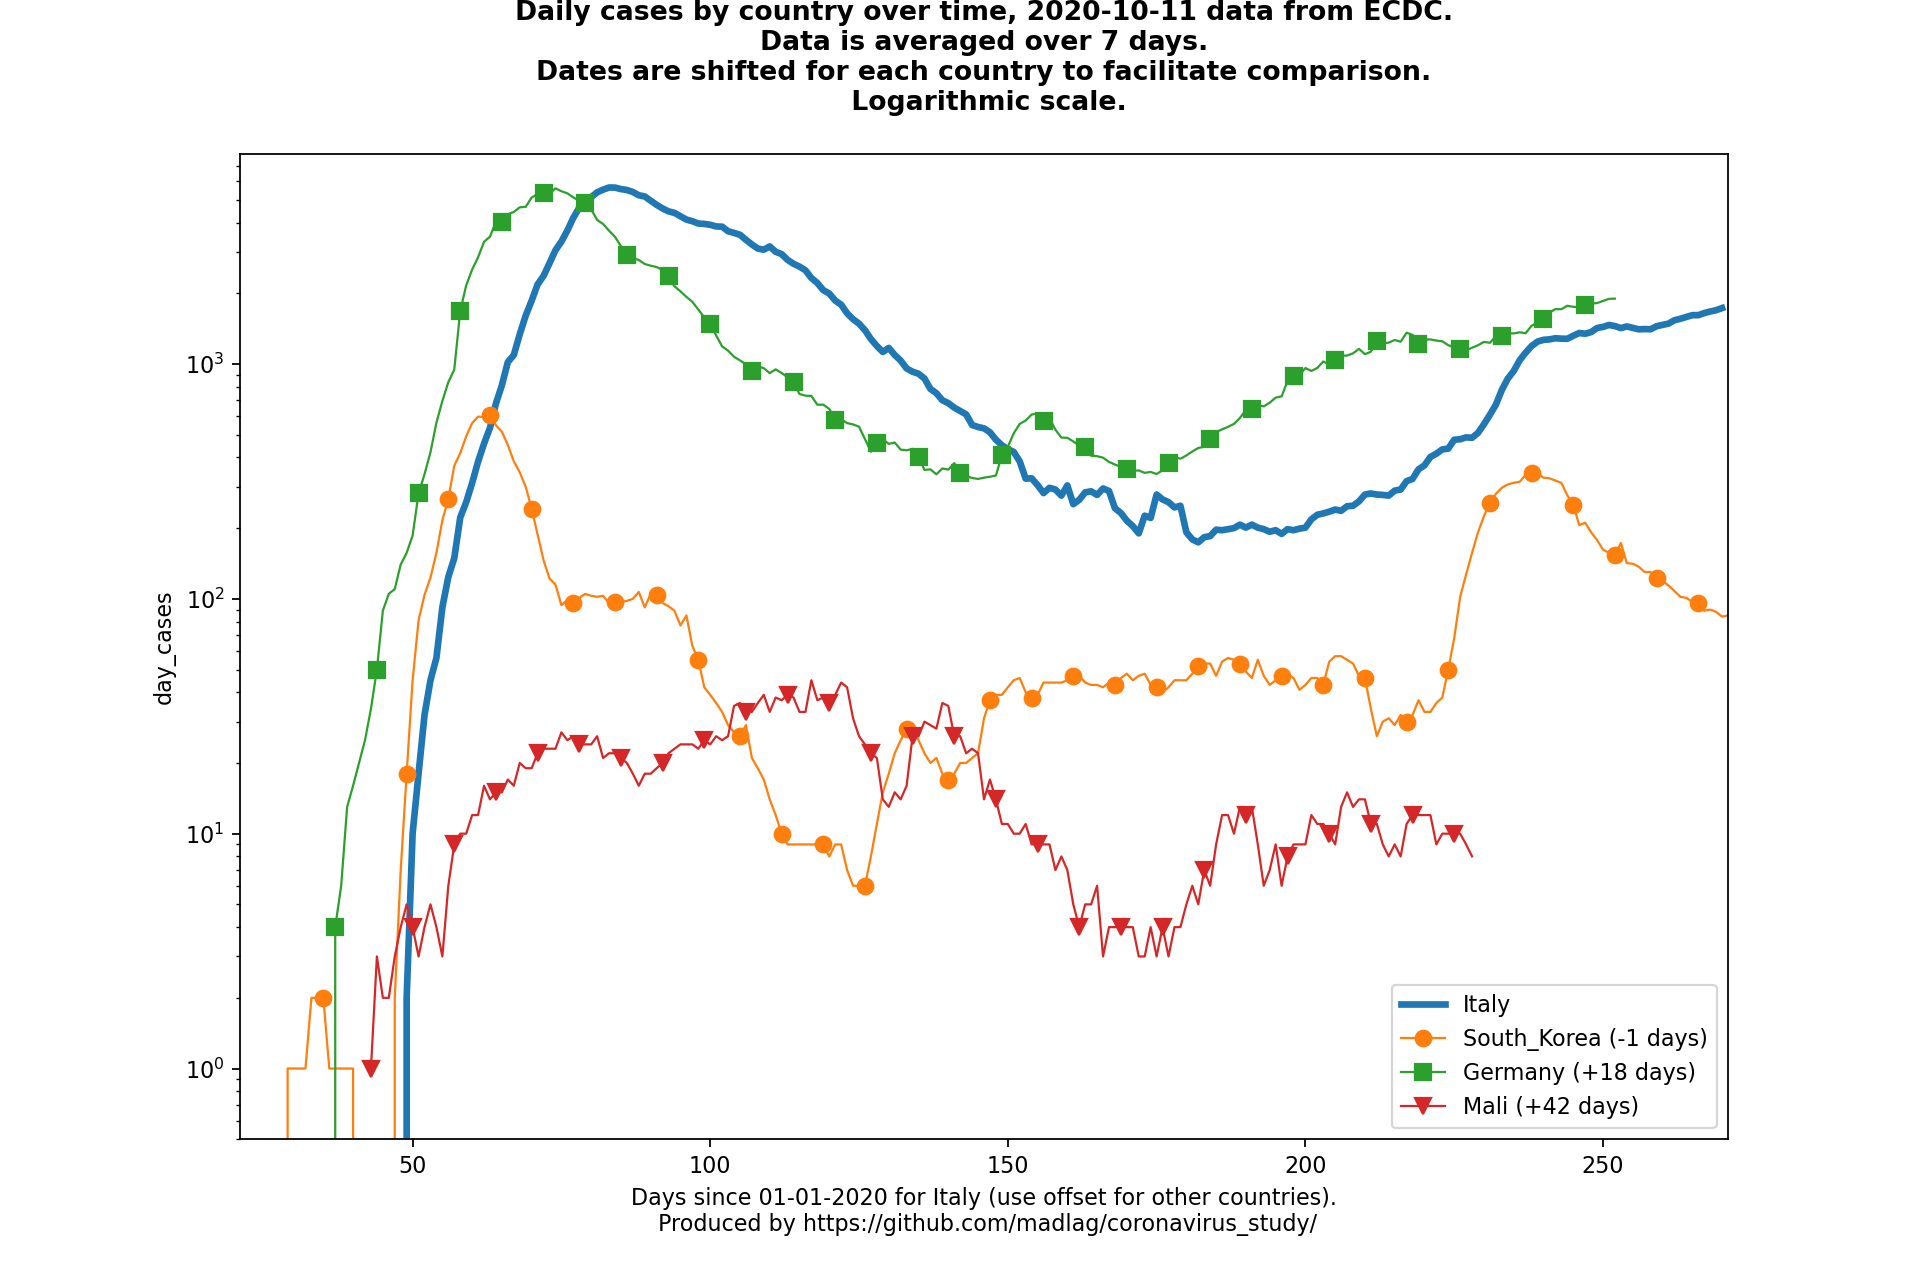 Daily cases by country over time, 2020-10-11 data from ECDC.
Data is averaged over 7 days.
Dates are shifted for each country to facilitate comparison.
Logarithmic scale.
day_cases
10³
10²
10¹
10⁰
50
100
150
200
250
Italy
South_Korea (-1 days)
Germany (+18 days)
Mali (+42 days)
Days since 01-01-2020 for Italy (use offset for other countries).
Produced by https://github.com/madlag/coronavirus_study/